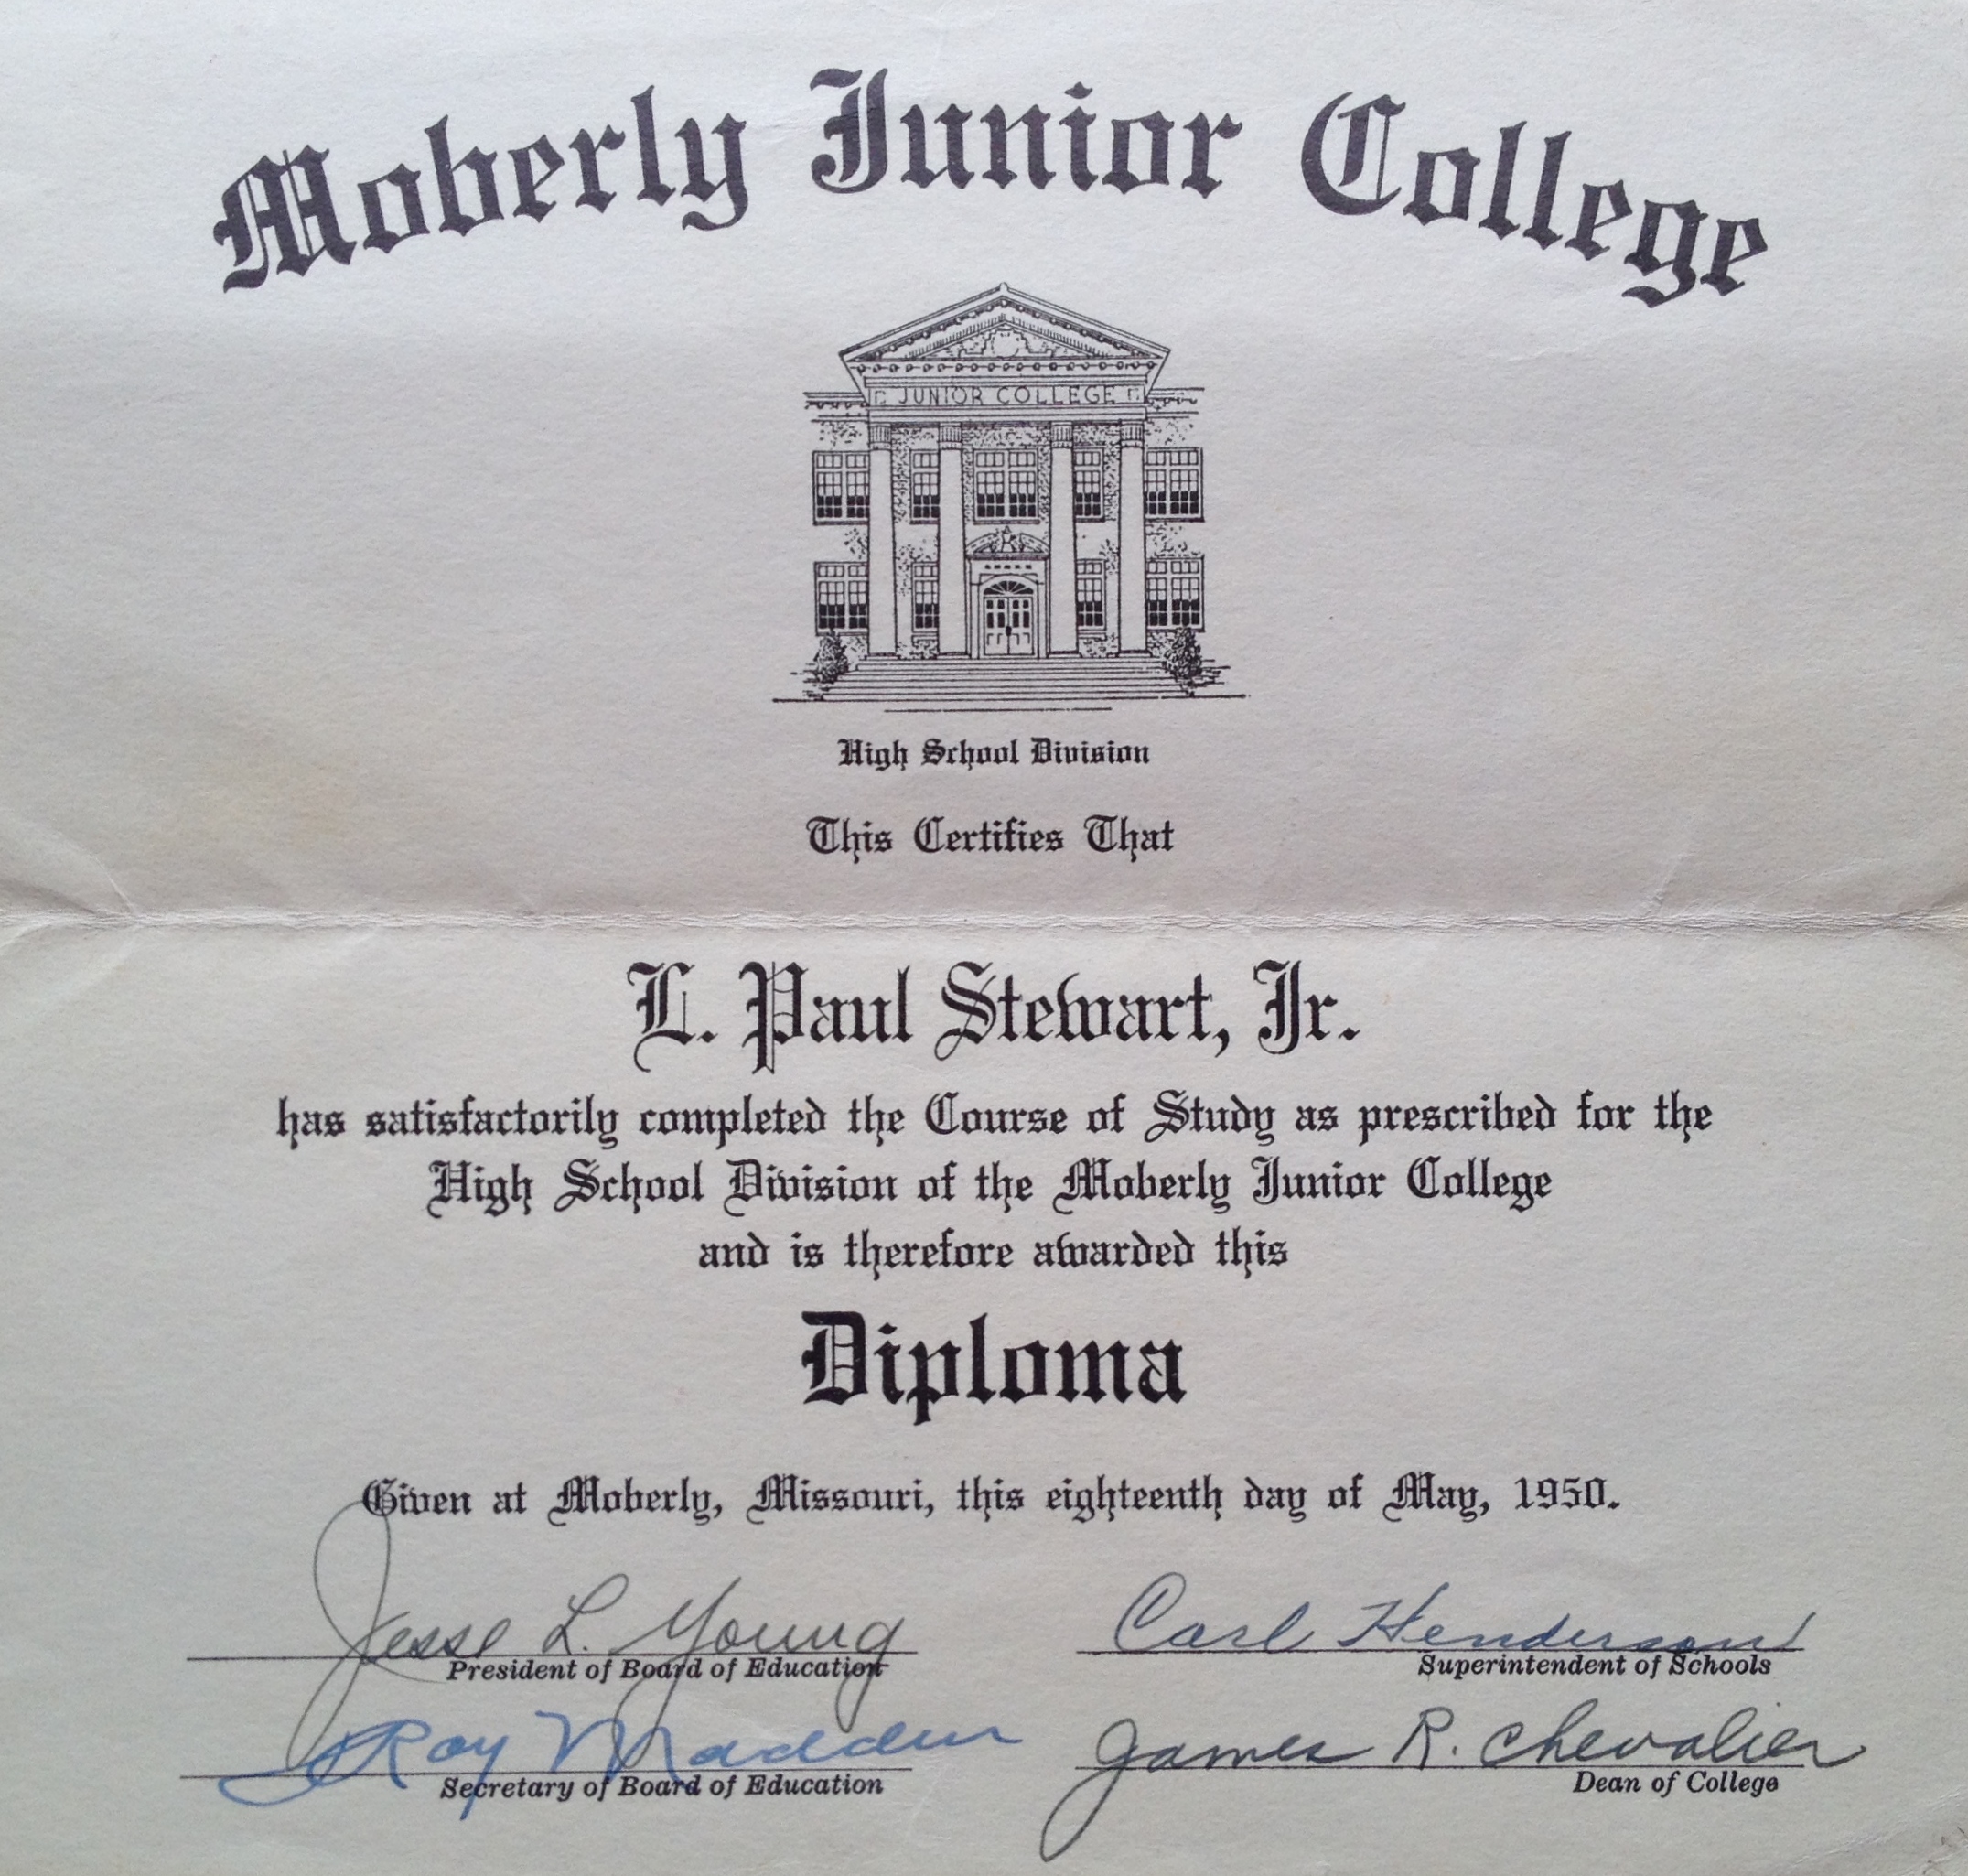 Moberly Junior College
JUNIOR COLLEGE
High School Division
This Certifies That
L. Paul Stewart, Jr.
has satisfactorily completed the Course of Study as prescribed for the
High School Division of the Moberly Junior College
and is therefore awarded this
Diploma
Given at Moberly, Missouri, this eighteenth day of May, 1950.
Jesse L. Young
President of Board of Education
Carl Henderson
Superintendent of Schools
Roy Madden
Secretary of Board of Education
James R. Chevalier
Dean of College